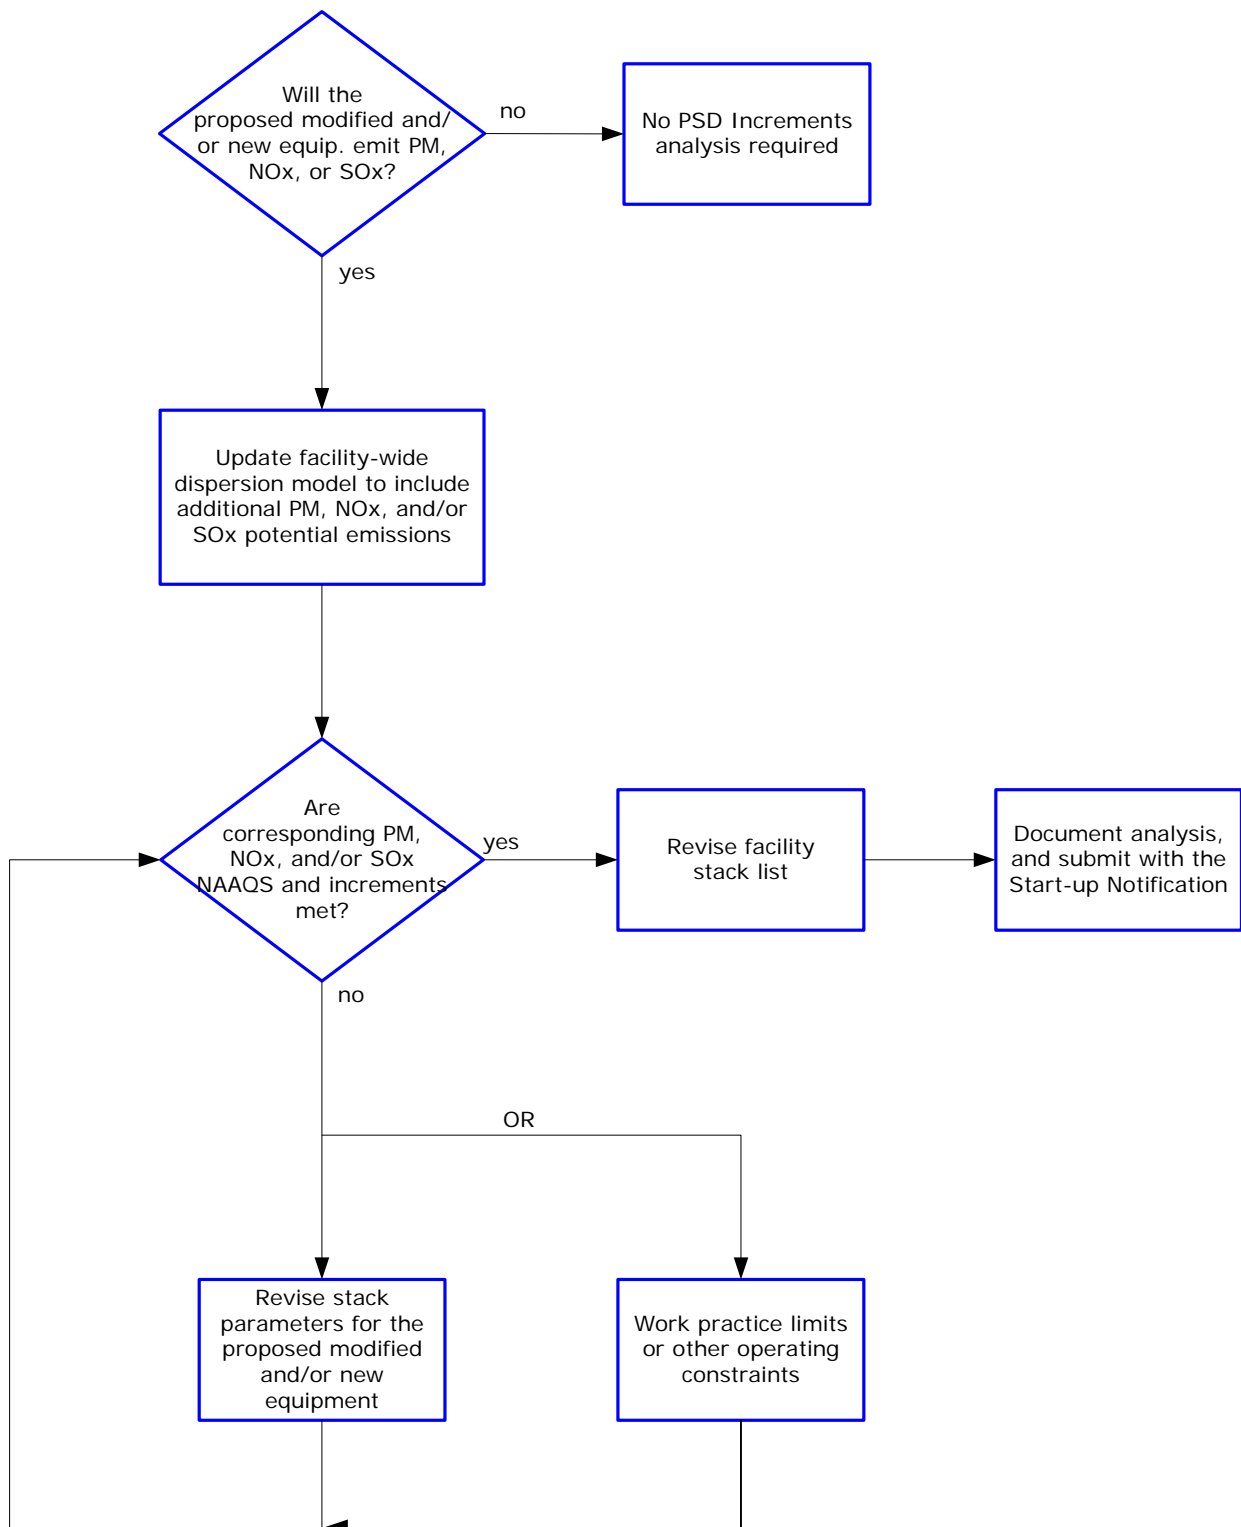 Will the
proposed modified and/
or new equip. emit PM,
NOx, or SOx?
no
No PSD Increments
analysis required
yes
Update facility-wide
dispersion model to include
additional PM, NOx, and/or
SOx potential emissions
Are
corresponding PM,
NOx, and/or SOx
NAAQS and increments
met?
yes
Revise facility
stack list
Document analysis,
and submit with the
Start-up Notification
no
OR
Revise stack
parameters for the
proposed modified
and/or new
equipment
Work practice limits
or other operating
constraints